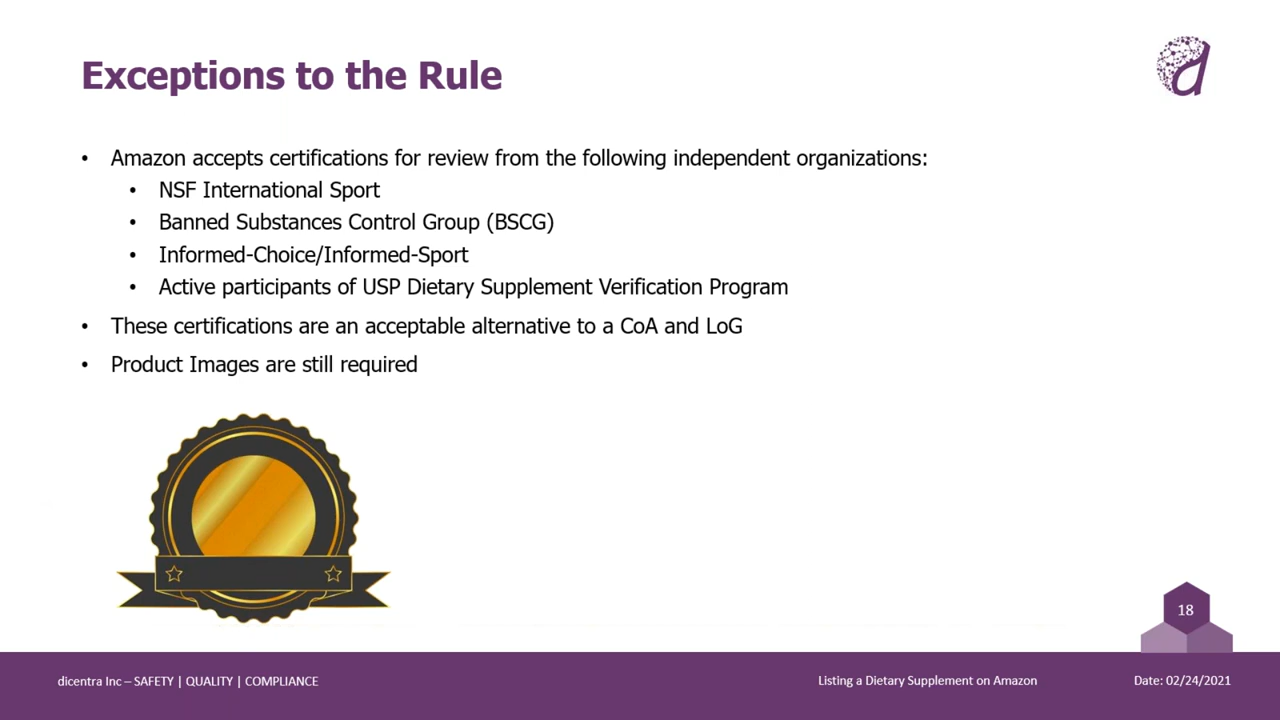 Exceptions to the Rule
• Amazon accepts certifications for review from the following independent organizations:
• NSF International Sport
• Banned Substances Control Group (BSCG)
• Informed-Choice/Informed-Sport
• Active participants of USP Dietary Supplement Verification Program
• These certifications are an acceptable alternative to a CoA and LoG
• Product Images are still required
18
dicentra Inc – SAFETY | QUALITY | COMPLIANCE
Listing a Dietary Supplement on Amazon
Date: 02/24/2021